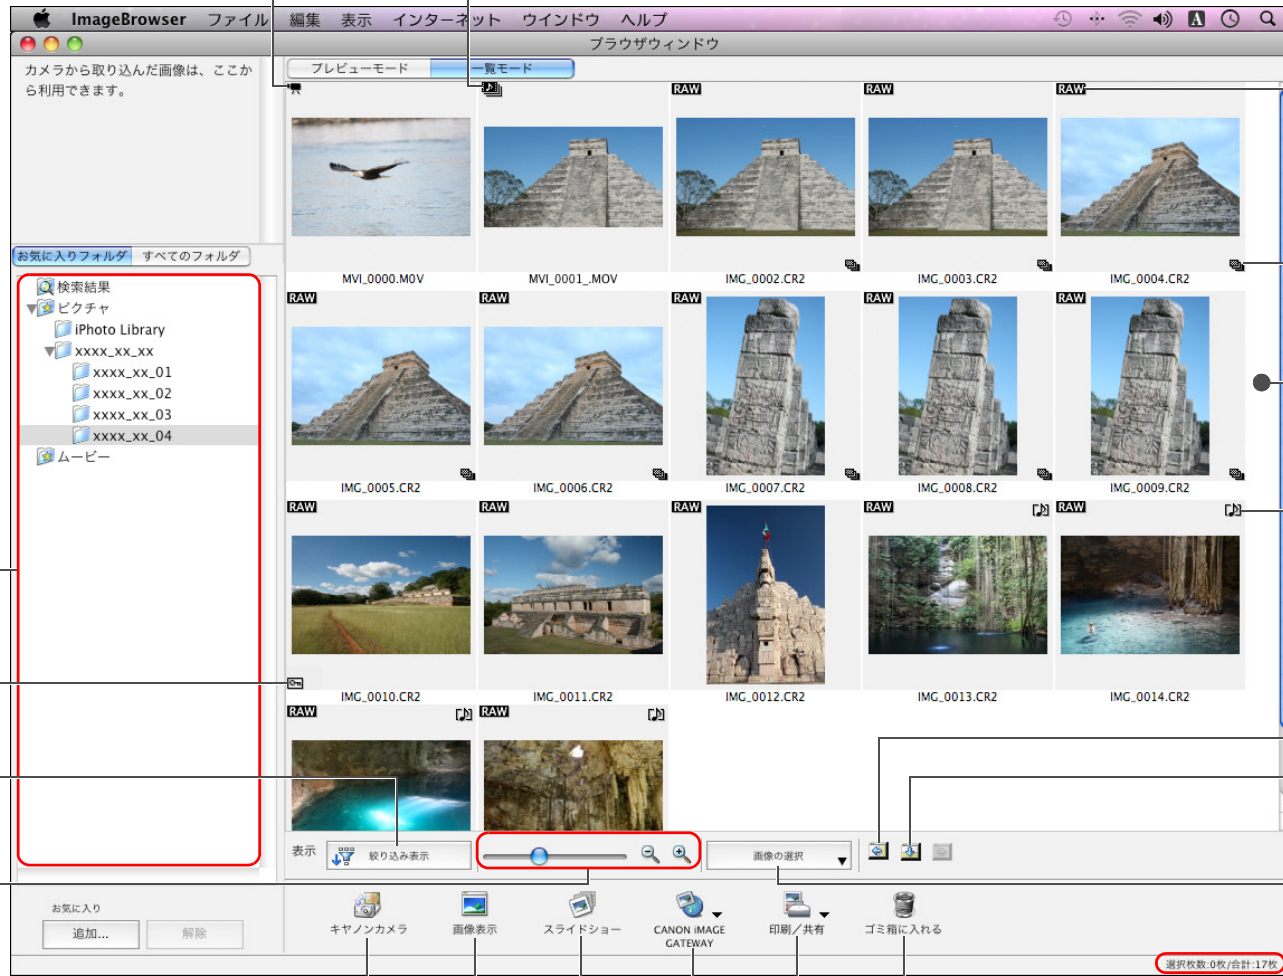 ImageBrowser ファイル 編集 表示 インターネット ウインドウ ヘルプ
A
ブラウザウィンドウ
カメラから取り込んだ画像は、ここか
ら利用できます。
プレビューモード 一覧モード
RAW RAW RAW
MVI_0000.MOV MVI_0001_.MOV IMG_0002.CR2 IMG_0003.CR2 IMG_0004.CR2
お気に入りフォルダ すべてのフォルダ
検索結果
ピクチャ
iPhoto Library
xxxx_xx_xx
xxxx_xx_01
xxxx_xx_02
xxxx_xx_03
xxxx_xx_04
ムービー
RAW RAW RAW RAW RAW
IMG_0005.CR2 IMG_0006.CR2 IMG_0007.CR2 IMG_0008.CR2 IMG_0009.CR2
RAW RAW RAW RAW RAW
IMG_0010.CR2 IMG_0011.CR2 IMG_0012.CR2 IMG_0013.CR2 IMG_0014.CR2
RAW RAW
表示 絞り込み表示 画像の選択
お気に入り
追加... 解除
キヤノンカメラ 画像表示 スライドショー CANON iMAGE GATEWAY 印刷／共有 ゴミ箱に入れる
選択枚数:0枚/合計:17枚